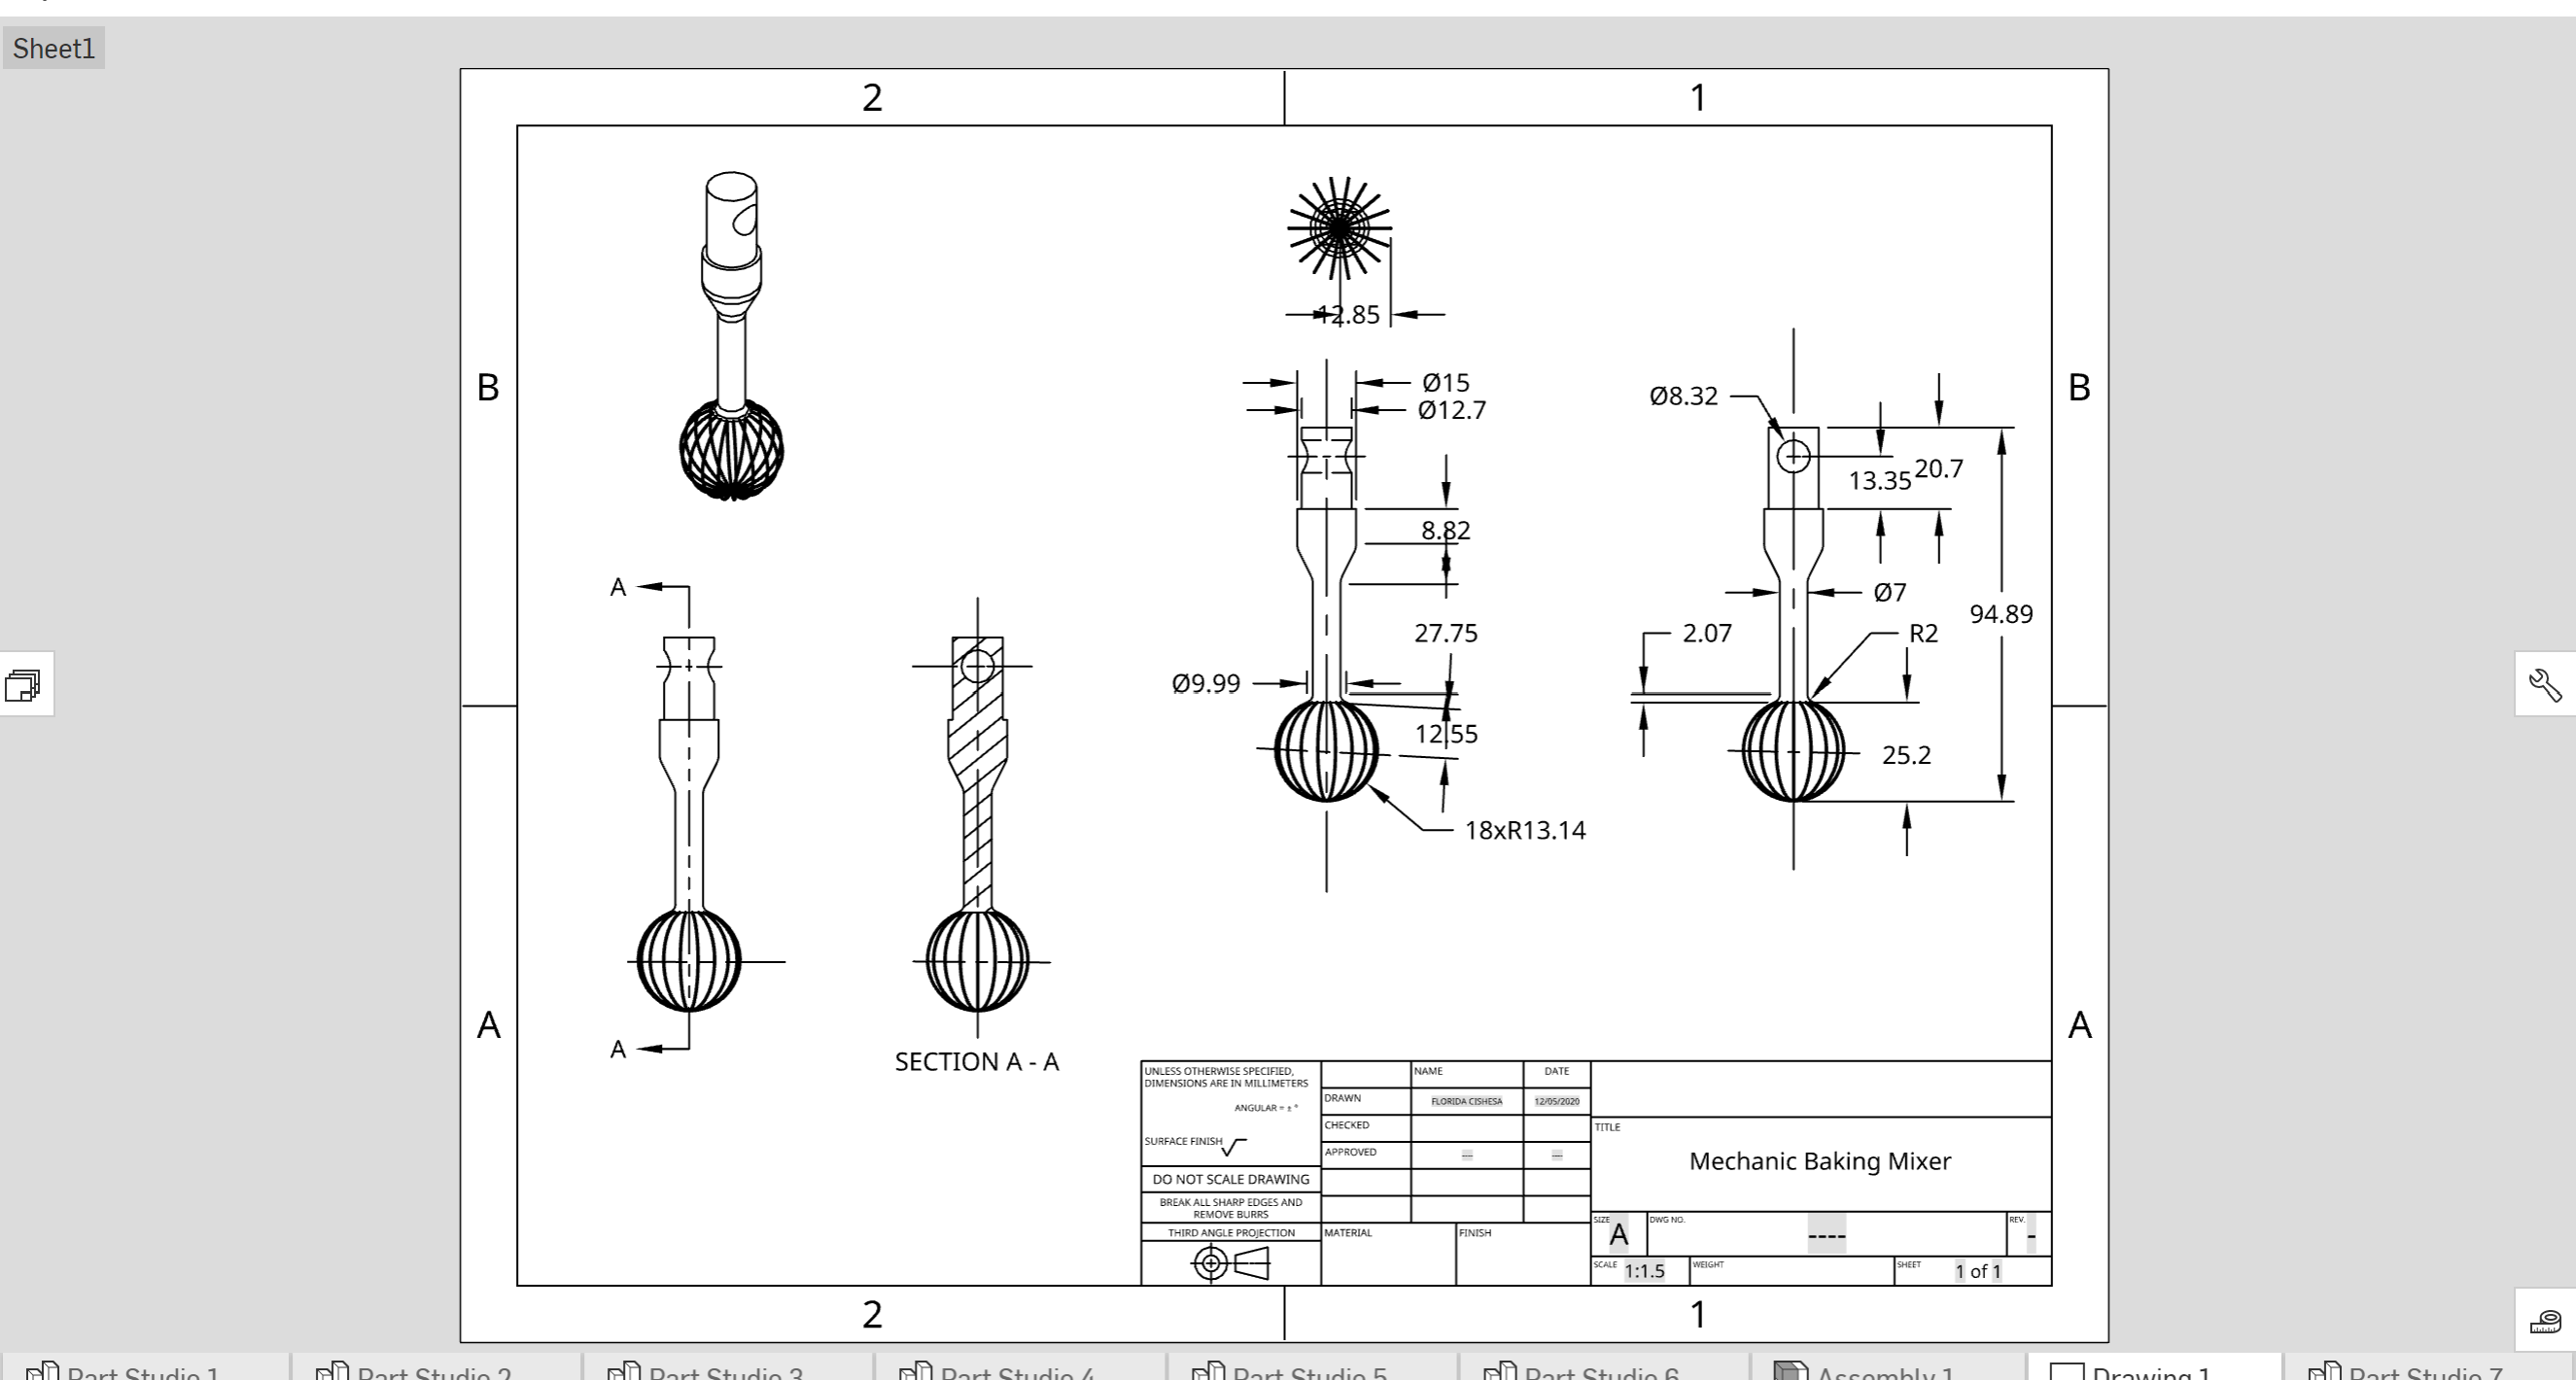 Sheet1
2
1
12.85
Ø15
Ø12.7
Ø8.32
B
B
13.35
20.7
8.82
A
Ø7
94.89
27.75
2.07
R2
Ø9.99
12.55
25.2
18xR13.14
A
A
A
SECTION A - A
UNLESS OTHERWISE SPECIFIED,
DIMENSIONS ARE IN MILLIMETERS
ANGULAR = ± °
SURFACE FINISH
DO NOT SCALE DRAWING
BREAK ALL SHARP EDGES AND
REMOVE BURRS
THIRD ANGLE PROJECTION
NAME
DATE
DRAWN
FLORIDA CISHESA
12/05/2020
CHECKED
APPROVED
----
----
MATERIAL
FINISH
TITLE
Mechanic Baking Mixer
SIZE
A
DWG NO.
----
REV.
-
SCALE
1:1.5
WEIGHT
SHEET
1 of 1
2
1
Part Studio 1
Part Studio 2
Part Studio 3
Part Studio 4
Part Studio 5
Part Studio 6
Assembly 1
Drawing 1
Part Studio 7